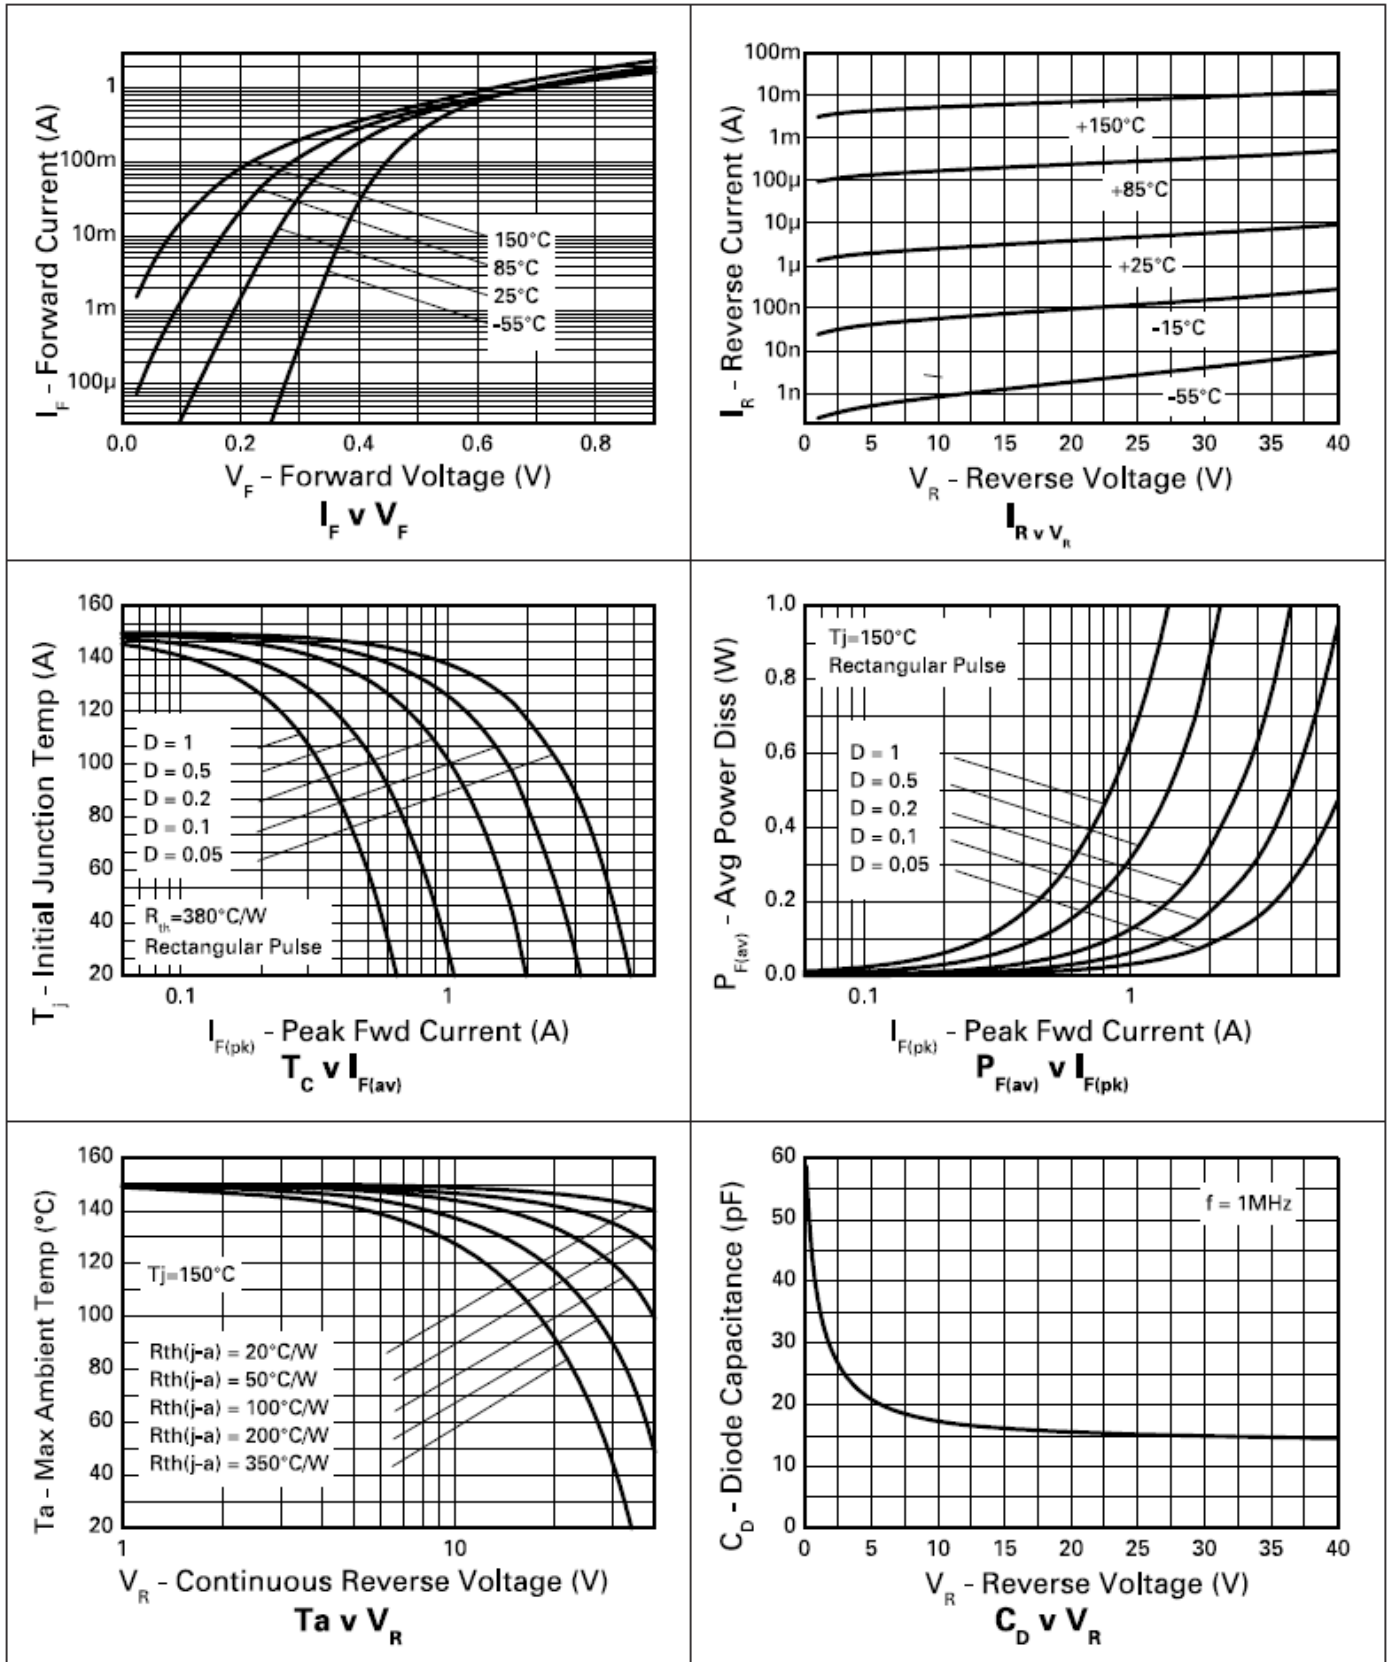 1
100m
10m
1m
100µ
150°C
85°C
25°C
-55°C
0.0 0.2 0.4 0.6 0.8
I_F - Forward Current (A)
V_F - Forward Voltage (V)
I_F v V_F
100m
10m
1m
100µ
10µ
1µ
100n
10n
1n
+150°C
+85°C
+25°C
-15°C
-55°C
0 5 10 15 20 25 30 35 40
I_R - Reverse Current (A)
V_R - Reverse Voltage (V)
I_R v V_R
160
140
120
100
80
60
40
20
D = 1
D = 0.5
D = 0.2
D = 0.1
D = 0.05
R_th=380°C/W
Rectangular Pulse
0.1 1
T_j - Initial Junction Temp (A)
I_F(pk) - Peak Fwd Current (A)
T_C v I_F(av)
1.0
0.8
0.6
0.4
0.2
0.0
Tj=150°C
Rectangular Pulse
D = 1
D = 0.5
D = 0.2
D = 0.1
D = 0.05
0.1 1
P_F(av) - Avg Power Diss (W)
I_F(pk) - Peak Fwd Current (A)
P_F(av) v I_F(pk)
160
140
120
100
80
60
40
20
Tj=150°C
Rth(j-a) = 20°C/W
Rth(j-a) = 50°C/W
Rth(j-a) = 100°C/W
Rth(j-a) = 200°C/W
Rth(j-a) = 350°C/W
1 10
Ta - Max Ambient Temp (°C)
V_R - Continuous Reverse Voltage (V)
Ta v V_R
60
50
40
30
20
10
0
f = 1MHz
0 5 10 15 20 25 30 35 40
C_D - Diode Capacitance (pF)
V_R - Reverse Voltage (V)
C_D v V_R